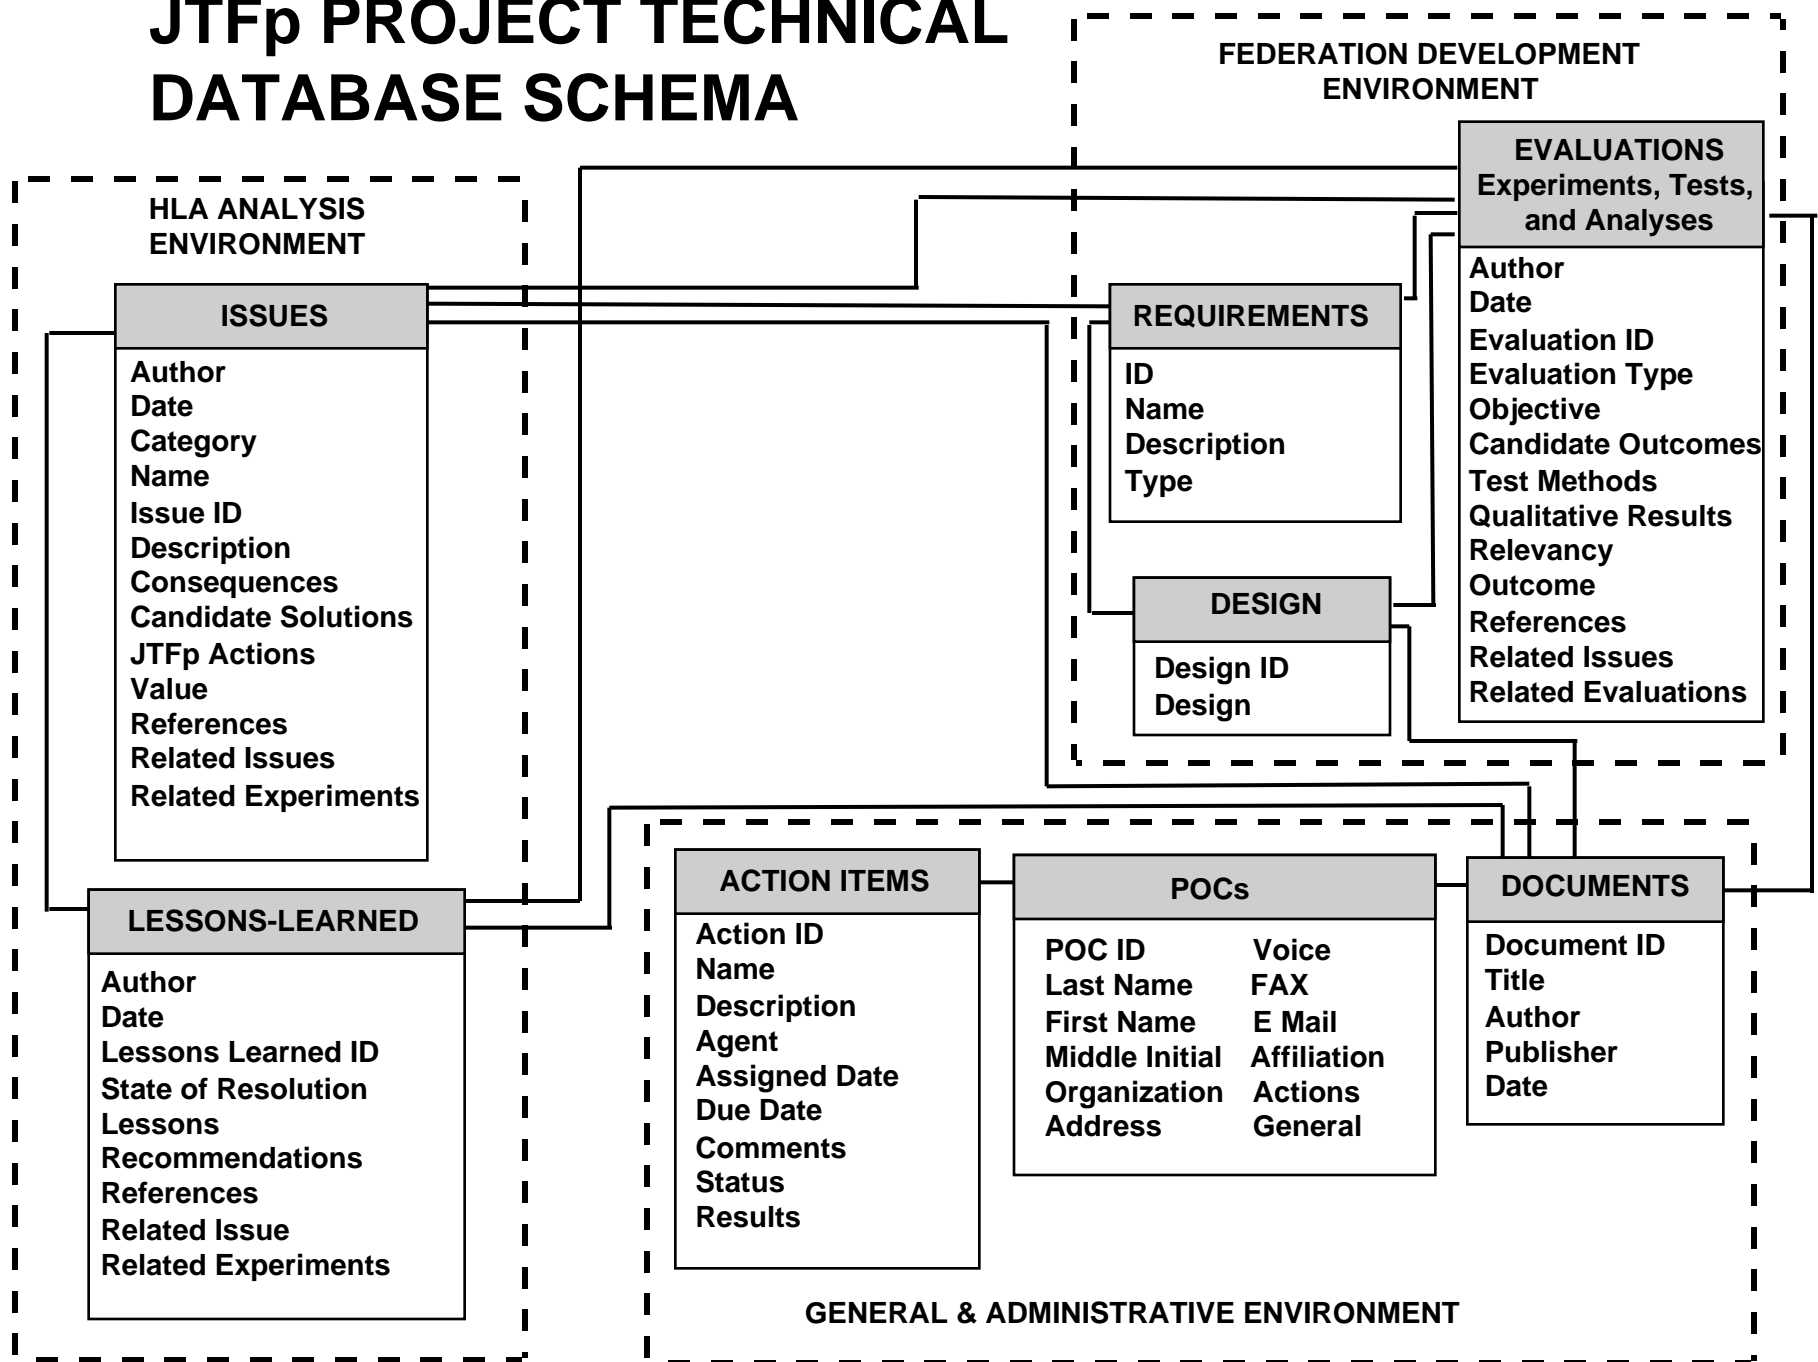 JTFp PROJECT TECHNICAL
DATABASE SCHEMA
FEDERATION DEVELOPMENT
ENVIRONMENT
HLA ANALYSIS
ENVIRONMENT
ISSUES
Author
Date
Category
Name
Issue ID
Description
Consequences
Candidate Solutions
JTFp Actions
Value
References
Related Issues
Related Experiments
LESSONS-LEARNED
Author
Date
Lessons Learned ID
State of Resolution
Lessons
Recommendations
References
Related Issue
Related Experiments
REQUIREMENTS
ID
Name
Description
Type
DESIGN
Design ID
Design
EVALUATIONS
Experiments, Tests,
and Analyses
Author
Date
Evaluation ID
Evaluation Type
Objective
Candidate Outcomes
Test Methods
Qualitative Results
Relevancy
Outcome
References
Related Issues
Related Evaluations
ACTION ITEMS
Action ID
Name
Description
Agent
Assigned Date
Due Date
Comments
Status
Results
POCs
POC ID
Last Name
First Name
Middle Initial
Organization
Address
Voice
FAX
E Mail
Affiliation
Actions
General
DOCUMENTS
Document ID
Title
Author
Publisher
Date
GENERAL & ADMINISTRATIVE ENVIRONMENT